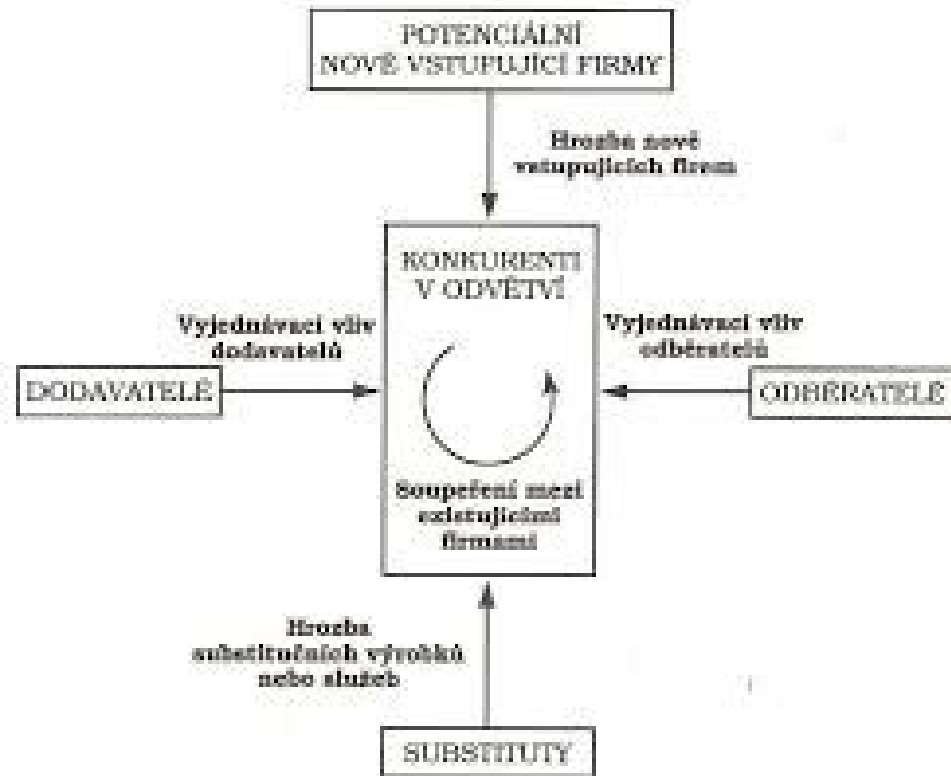 POTENCIÁLNÍ
NOVĚ VSTUPUJÍCÍ FIRMY
Hrozba nově
vstupujících firem
KONKURENTI
V ODVĚTVÍ
Vyjednávací vliv
dodavatelů
Vyjednávací vliv
odběratelů
DODAVATELÉ
ODBĚRATELÉ
Soupeření mezi
existujícími
firmami
Hrozba
substitučních výrobků
nebo služeb
SUBSTITUTY